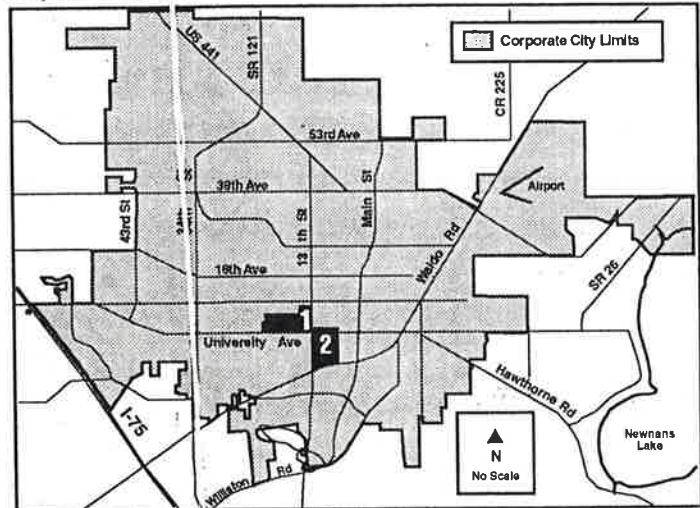 Corporate City Limits
US 441
SR 121
CR 225
53rd Ave
39th Ave
Airport
43rd St
13 th St
Main St
Waldo Rd
16th Ave
SR 26
University Ave
2
Hawthorne Rd
I-75
Newnans
Lake
N
No Scale
Williston Rd